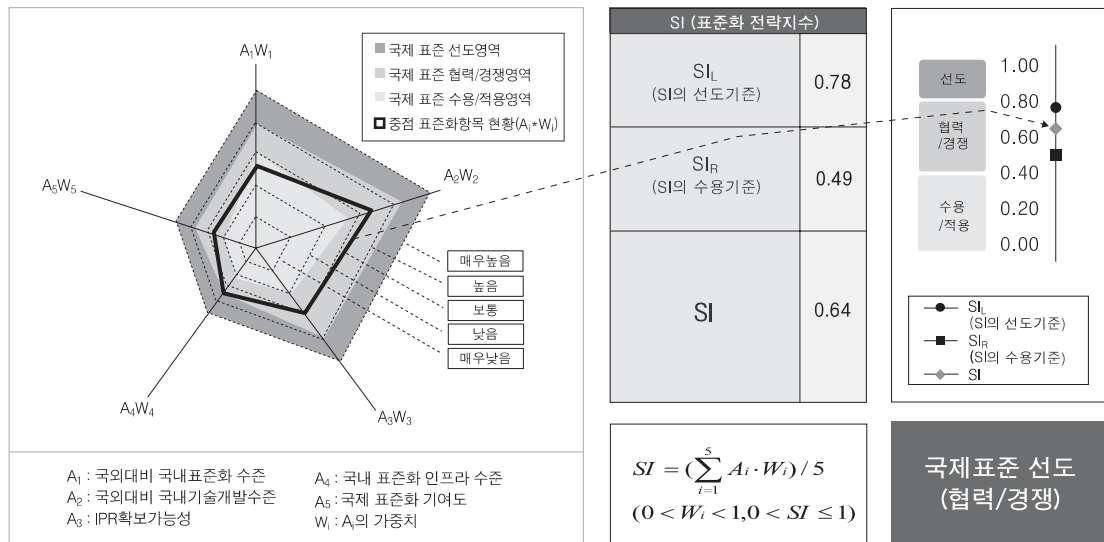 A₁W₁
A₂W₂
A₃W₃
A₄W₄
A₅W₅
국제 표준 선도영역
국제 표준 협력/경쟁영역
국제 표준 수용/적용영역
중점 표준화항목 현황(Aᵢ*Wᵢ)
매우높음
높음
보통
낮음
매우낮음
A₁ : 국외대비 국내표준화 수준
A₂ : 국외대비 국내기술개발수준
A₃ : IPR확보가능성
A₄ : 국내 표준화 인프라 수준
A₅ : 국제 표준화 기여도
Wᵢ : Aᵢ의 가중치
SI (표준화 전략지수)
SI_L
(SI의 선도기준)
0.78
SI_R
(SI의 수용기준)
0.49
SI
0.64
SI = (∑⁵ᵢ₌₁ Aᵢ · Wᵢ) / 5
(0 < Wᵢ < 1,0 < SI ≤ 1)
선도
협력
/경쟁
수용
/적용
1.00
0.80
0.60
0.40
0.20
0.00
SI_L
(SI의 선도기준)
SI_R
(SI의 수용기준)
SI
국제표준 선도
(협력/경쟁)